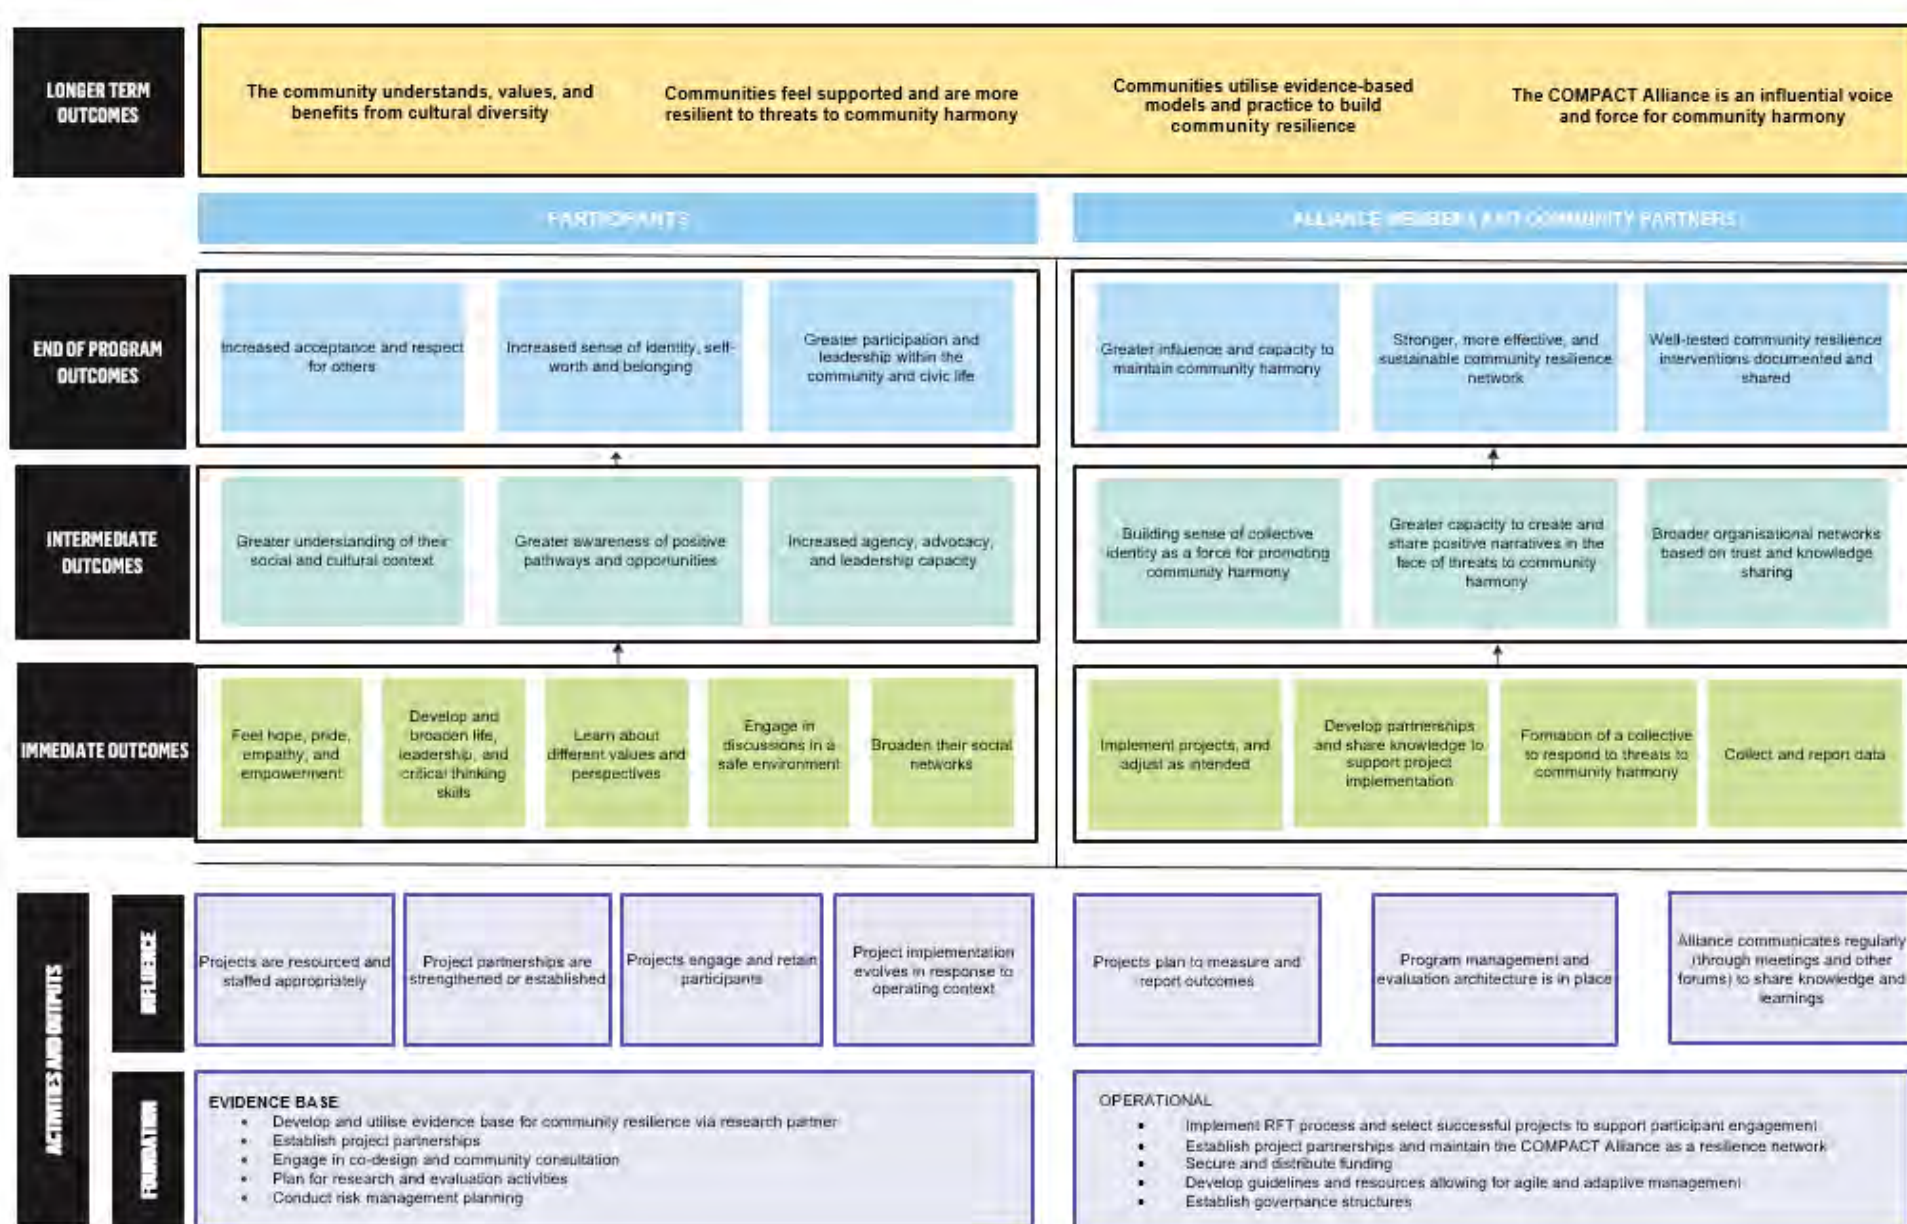 LONGER TERM
OUTCOMES
The community understands, values, and
benefits from cultural diversity
Communities feel supported and are more
resilient to threats to community harmony
Communities utilise evidence-based
models and practice to build
community resilience
The COMPACT Alliance is an influential voice
and force for community harmony
PARTICIPANTS
ALLIANCE MEMBERS AND COMMUNITY PARTNERS
END OF PROGRAM
OUTCOMES
Increased acceptance and respect
for others
Increased sense of identity, self-
worth and belonging
Greater participation and
leadership within the
community and civic life
Greater influence and capacity to
maintain community harmony
Stronger, more effective, and
sustainable community resilience
network
Well-tested community resilience
interventions documented and
shared
INTERMEDIATE
OUTCOMES
Greater understanding of their
social and cultural context
Greater awareness of positive
pathways and opportunities
Increased agency, advocacy,
and leadership capacity
Building sense of collective
identity as a force for promoting
community harmony
Greater capacity to create and
share positive narratives in the
face of threats to community
harmony
Broader organisational networks
based on trust and knowledge
sharing
IMMEDIATE OUTCOMES
Feel hope, pride,
empathy, and
empowerment
Develop and
broaden life,
leadership, and
critical thinking
skills
Learn about
different values and
perspectives
Engage in
discussions in a
safe environment
Broaden their social
networks
Implement projects, and
adjust as intended
Develop partnerships
and share knowledge to
support project
implementation
Formation of a collective
to respond to threats to
community harmony
Collect and report data
ACTIVITIES AND OUTPUTS
INFLUENCE
Projects are resourced and
staffed appropriately
Project partnerships are
strengthened or established
Projects engage and retain
participants
Project implementation
evolves in response to
operating context
Projects plan to measure and
report outcomes
Program management and
evaluation architecture is in place
Alliance communicates regularly
(through meetings and other
forums) to share knowledge and
learnings
FOUNDATION
EVIDENCE BASE
• Develop and utilise evidence base for community resilience via research partner
• Establish project partnerships
• Engage in co-design and community consultation
• Plan for research and evaluation activities
• Conduct risk management planning
OPERATIONAL
• Implement RFT process and select successful projects to support participant engagement
• Establish project partnerships and maintain the COMPACT Alliance as a resilience network
• Secure and distribute funding
• Develop guidelines and resources allowing for agile and adaptive management
• Establish governance structures